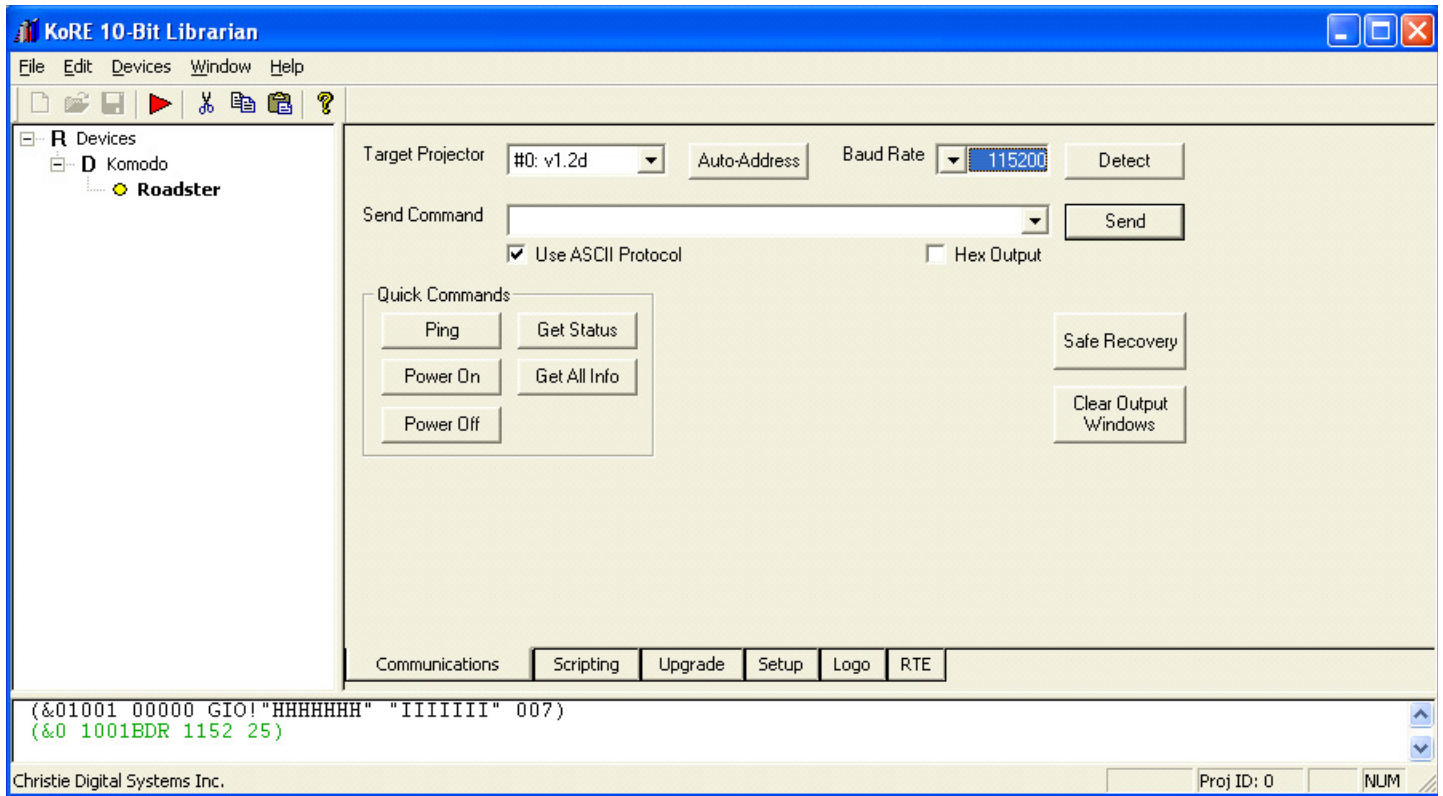 KoRE 10-Bit Librarian
File Edit Devices Window Help
R Devices
D Komodo
Roadster
Target Projector #0: v1.2d Auto-Address Baud Rate 115200 Detect
Send Command Send
Use ASCII Protocol Hex Output
Quick Commands
Ping Get Status
Power On Get All Info
Power Off
Safe Recovery
Clear Output
Windows
Communications Scripting Upgrade Setup Logo RTE
(&01001 00000 GIO!"HHHHHHH" "IIIIIII" 007)
(&0 1001BDR 1152 25)
Christie Digital Systems Inc. Proj ID: 0 NUM